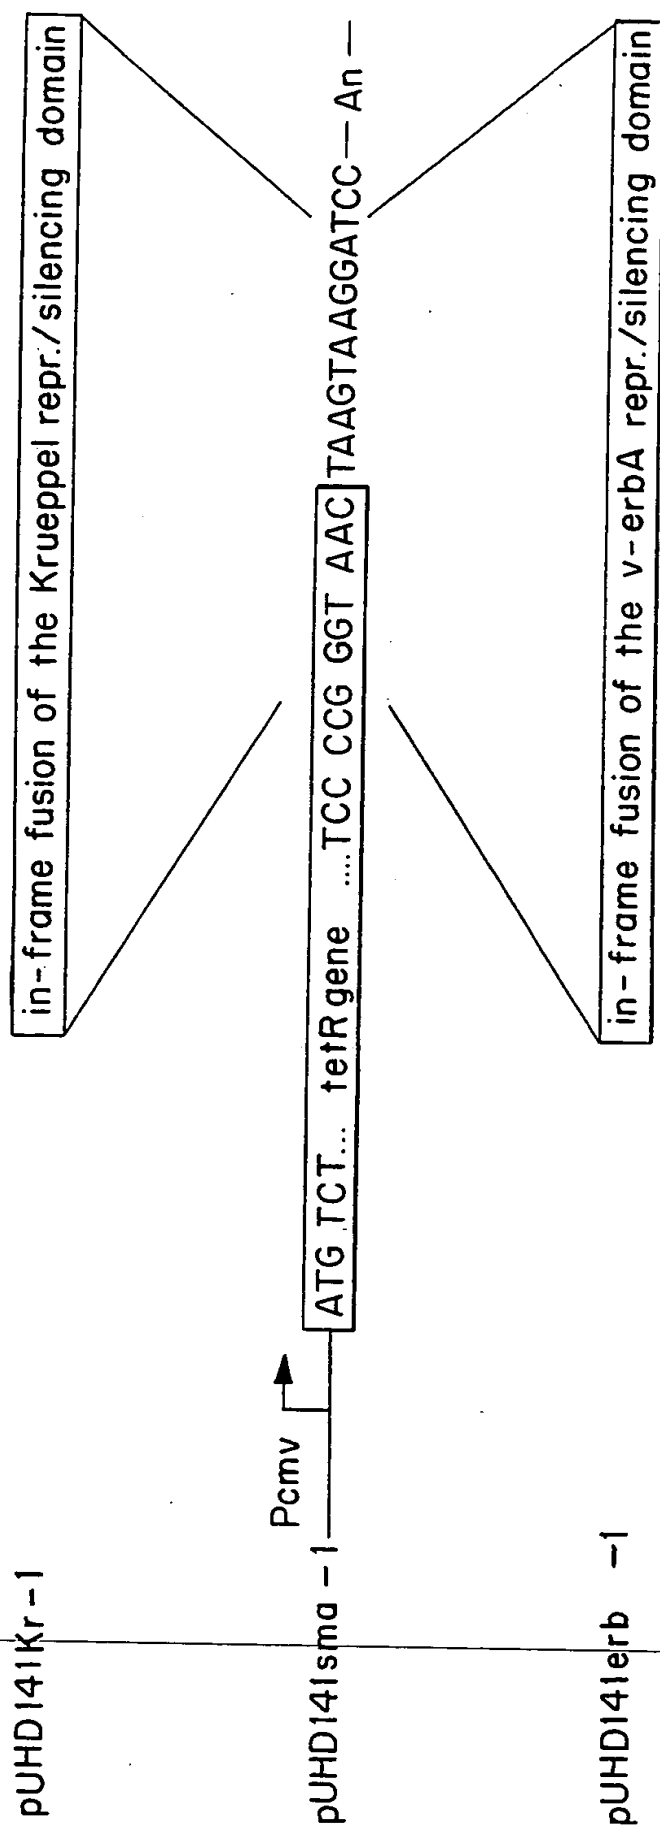 pUHD141Kr-1
in-frame fusion of the Krueppel repr./silencing domain
pUHD141sma -1
Pcmv
ATG TCT... tetR gene ....TCC CCG GGT AAC TAAGTAAGGATCC — An —
pUHD141erb -1
in-frame fusion of the v-erbA repr./silencing domain